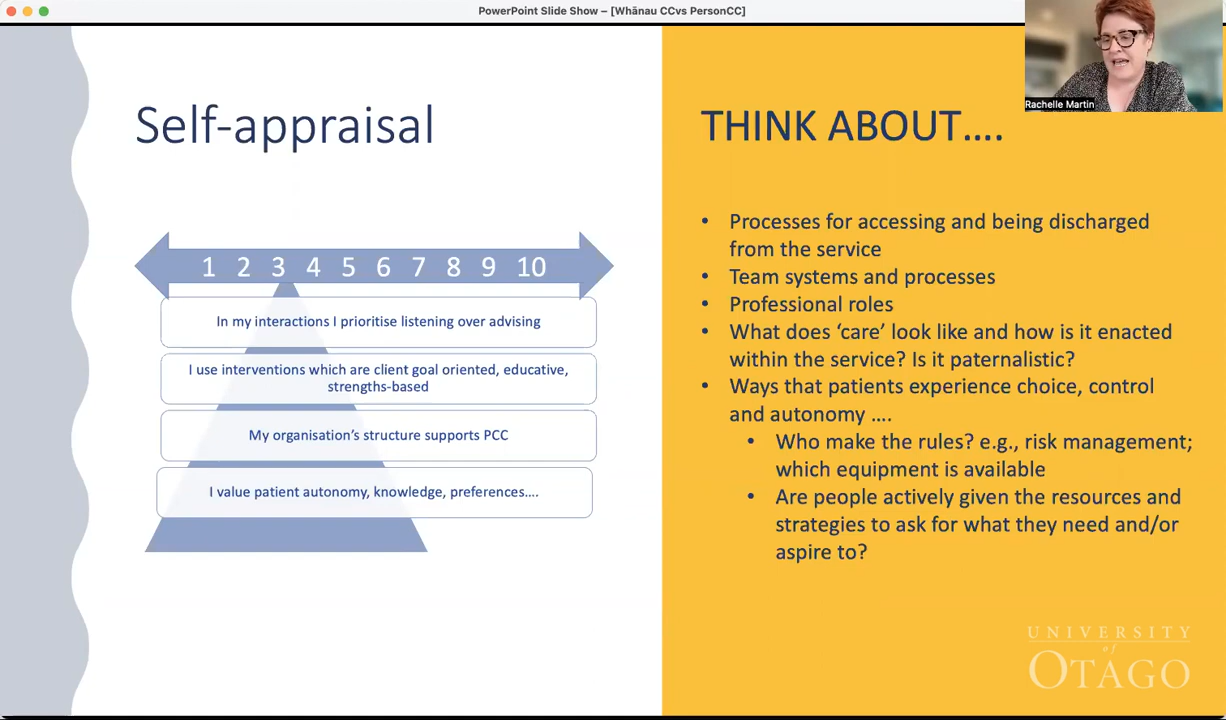 PowerPoint Slide Show – [Whānau CCvs PersonCC]
Rachelle Martin
Self-appraisal
1 2 3 4 5 6 7 8 9 10
In my interactions I prioritise listening over advising
I use interventions which are client goal oriented, educative,
strengths-based
My organisation's structure supports PCC
I value patient autonomy, knowledge, preferences....
THINK ABOUT....
• Processes for accessing and being discharged
from the service
• Team systems and processes
• Professional roles
• What does ‘care’ look like and how is it enacted
within the service? Is it paternalistic?
• Ways that patients experience choice, control
and autonomy ....
• Who make the rules? e.g., risk management;
which equipment is available
• Are people actively given the resources and
strategies to ask for what they need and/or
aspire to?
UNIVERSITY
of
OTAGO